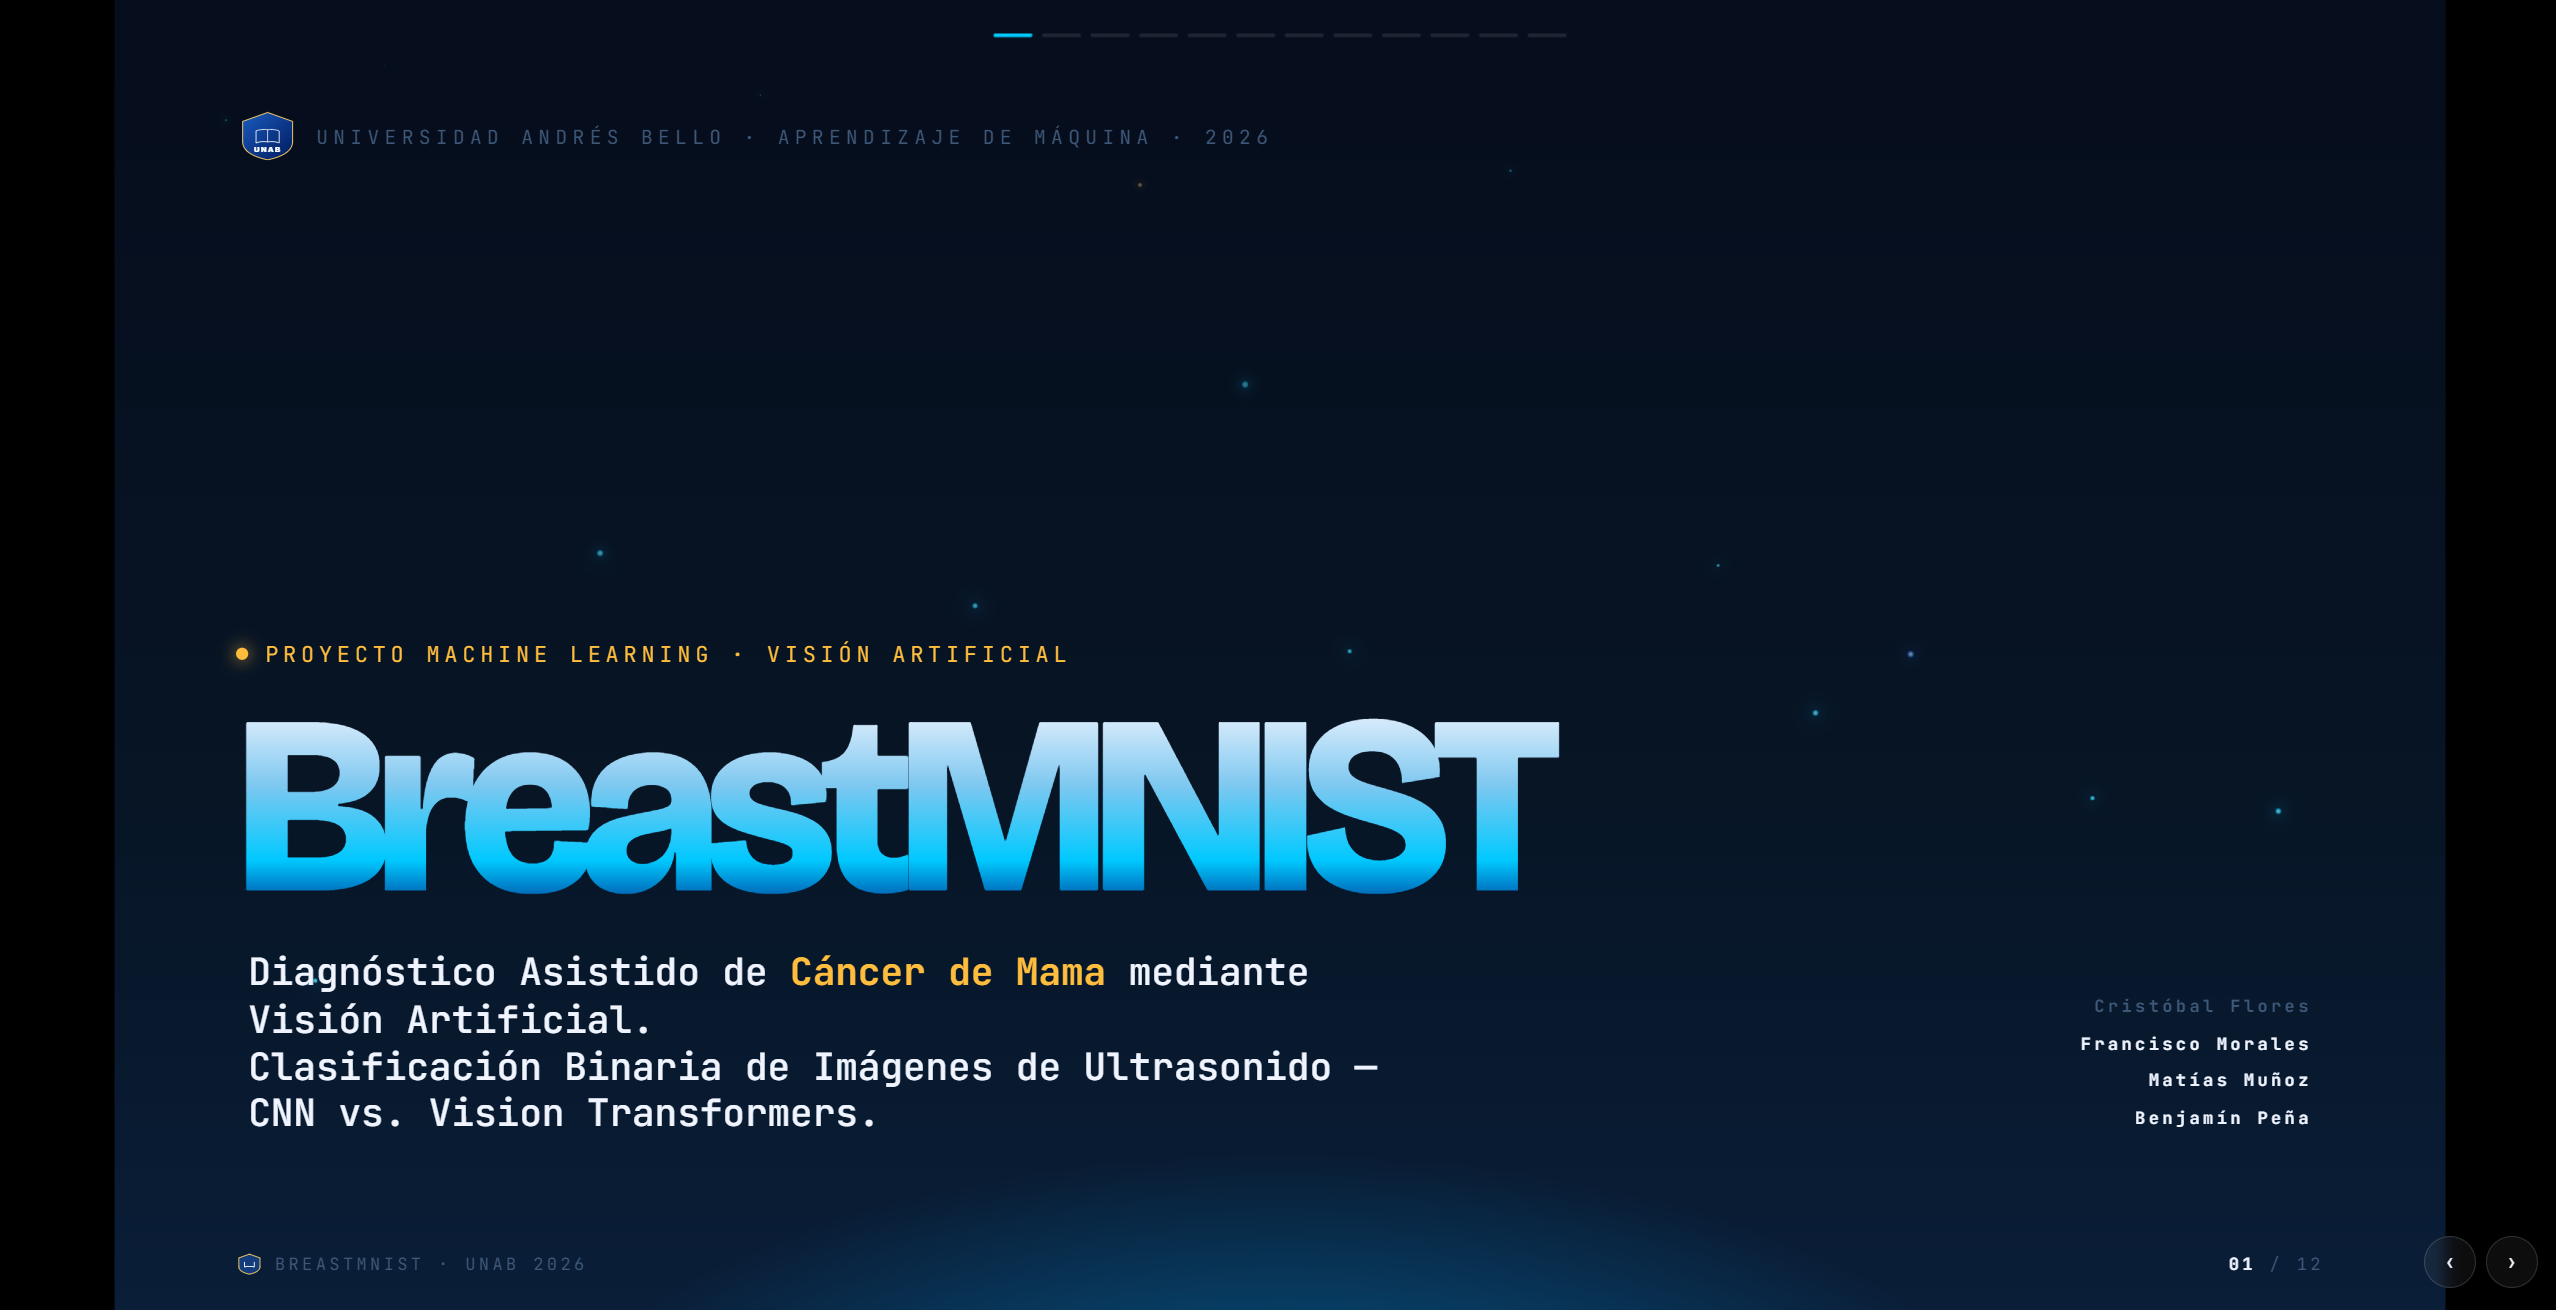 UNAB
UNIVERSIDAD ANDRÉS BELLO · APRENDIZAJE DE MÁQUINA · 2026
PROYECTO MACHINE LEARNING · VISIÓN ARTIFICIAL
BreastMNIST
Diagnóstico Asistido de Cáncer de Mama mediante
Visión Artificial.
Clasificación Binaria de Imágenes de Ultrasonido —
CNN vs. Vision Transformers.
Cristóbal Flores
Francisco Morales
Matías Muñoz
Benjamín Peña
BREASTMNIST · UNAB 2026
01 / 12
‹ ›